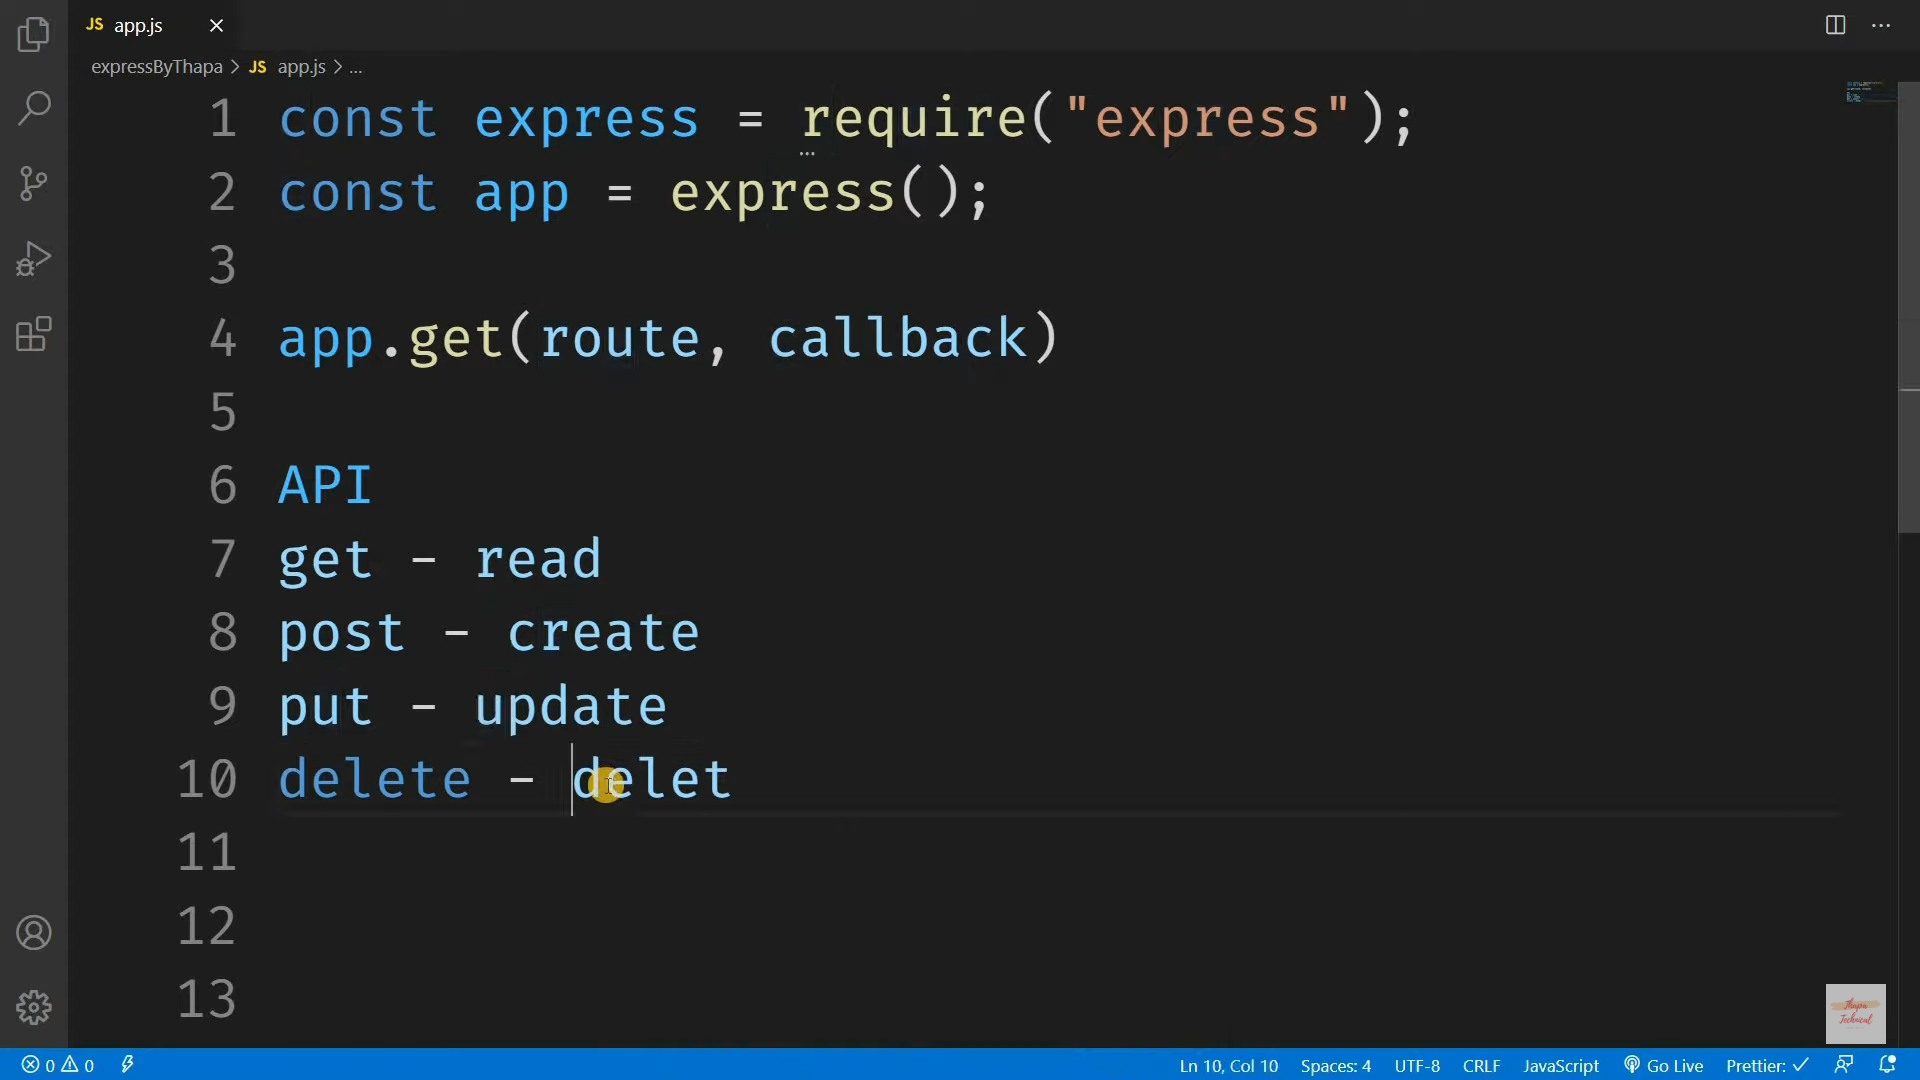 JS app.js
expressByThapa > JS app.js > ...
1 const express = require("express");
2 const app = express();
3
4 app.get(route, callback)
5
6 API
7 get - read
8 post - create
9 put - update
10 delete - delet
11
12
13
Thapa
Technical
0 0 Ln 10, Col 10 Spaces: 4 UTF-8 CRLF JavaScript Go Live Prettier: ✓